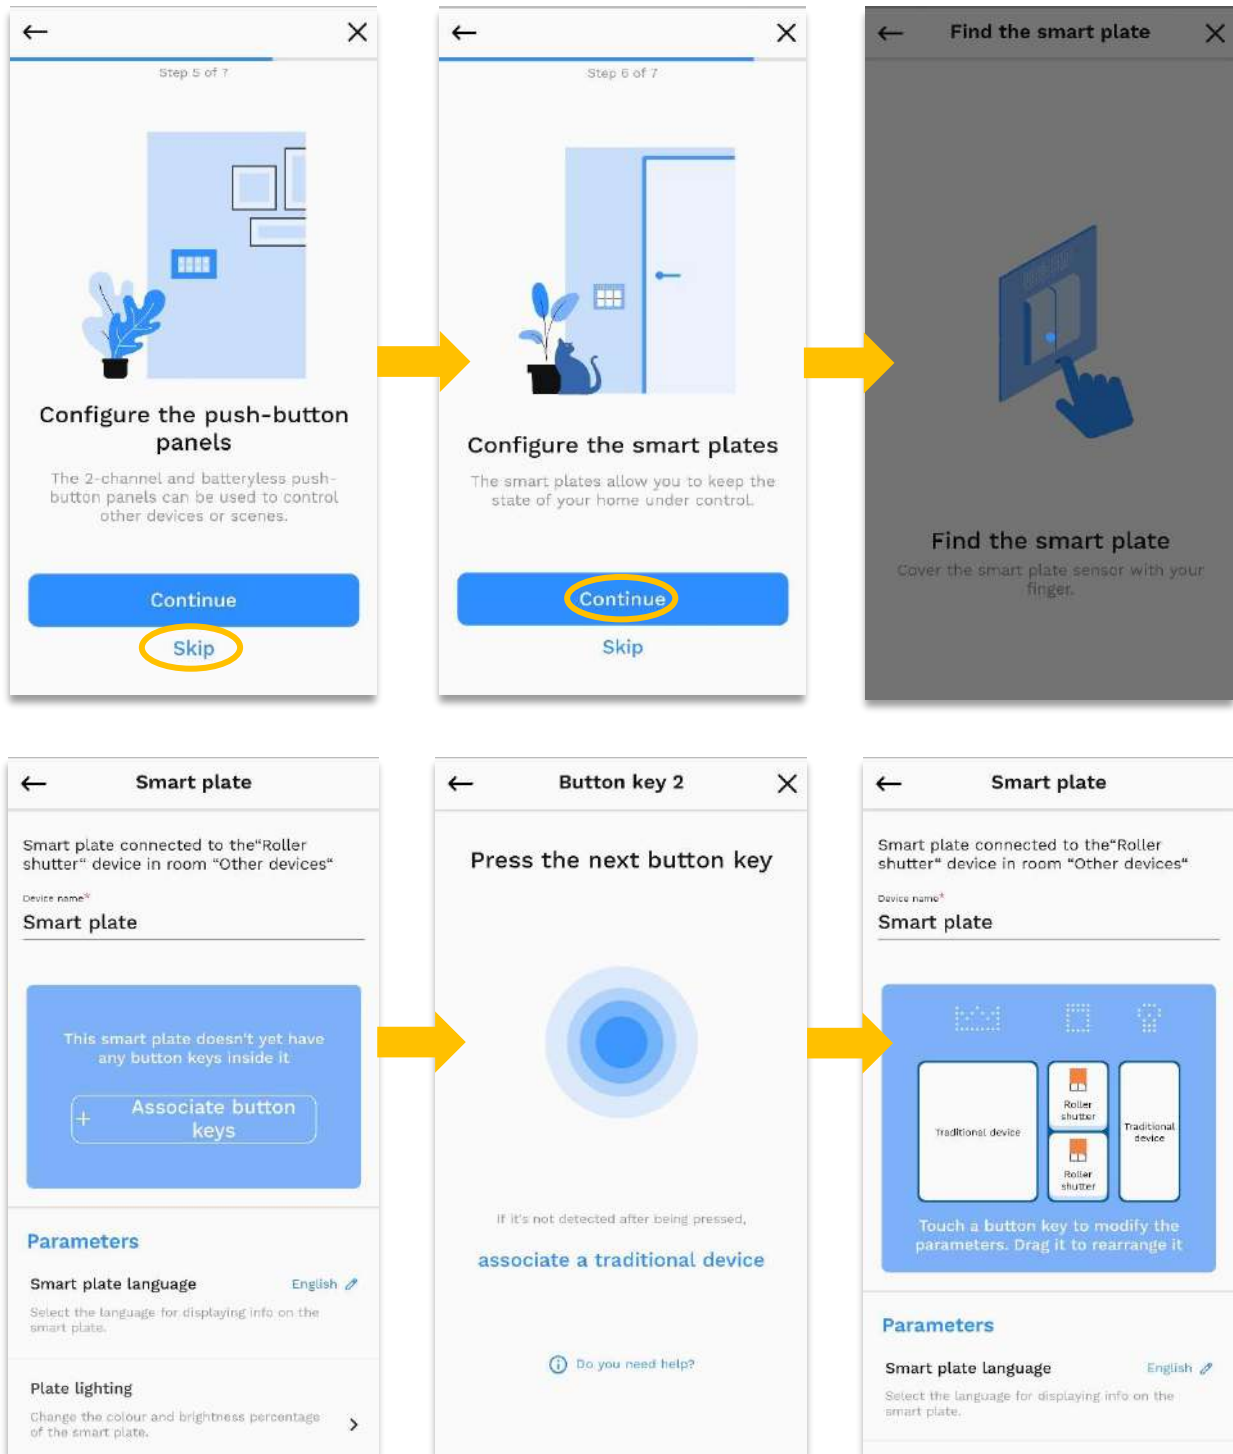 Step 5 of 7
Configure the push-button
panels
The 2-channel and batteryless push-
button panels can be used to control
other devices or scenes.
Continue
Skip
Step 6 of 7
Configure the smart plates
The smart plates allow you to keep the
state of your home under control.
Continue
Skip
Find the smart plate
Find the smart plate
Cover the smart plate sensor with your
finger.
Smart plate
Smart plate connected to the“Roller
shutter“ device in room “Other devices“
Device name*
Smart plate
This smart plate doesn't yet have
any button keys inside it
+ Associate button
keys
Parameters
Smart plate language English
Select the language for displaying info on the
smart plate.
Plate lighting
Change the colour and brightness percentage
of the smart plate.
Button key 2
Press the next button key
If it's not detected after being pressed,
associate a traditional device
Do you need help?
Smart plate
Smart plate connected to the“Roller
shutter“ device in room “Other devices“
Device name*
Smart plate
Traditional device
Roller
shutter
Roller
shutter
Traditional
device
Touch a button key to modify the
parameters. Drag it to rearrange it
Parameters
Smart plate language English
Select the language for displaying info on the
smart plate.